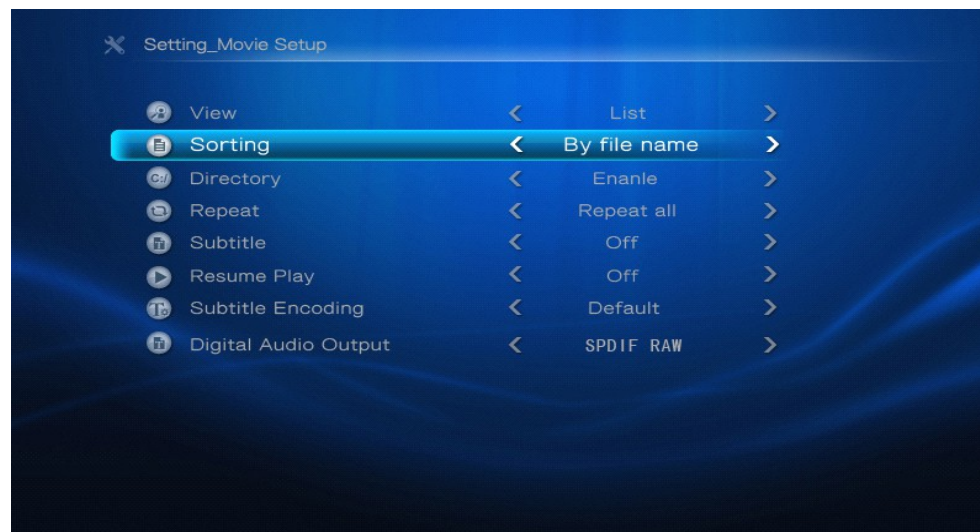 Setting_Movie Setup
View List
Sorting By file name
C:/ Directory Enanle
Repeat Repeat all
Subtitle Off
Resume Play Off
Subtitle Encoding Default
Digital Audio Output SPDIF RAW